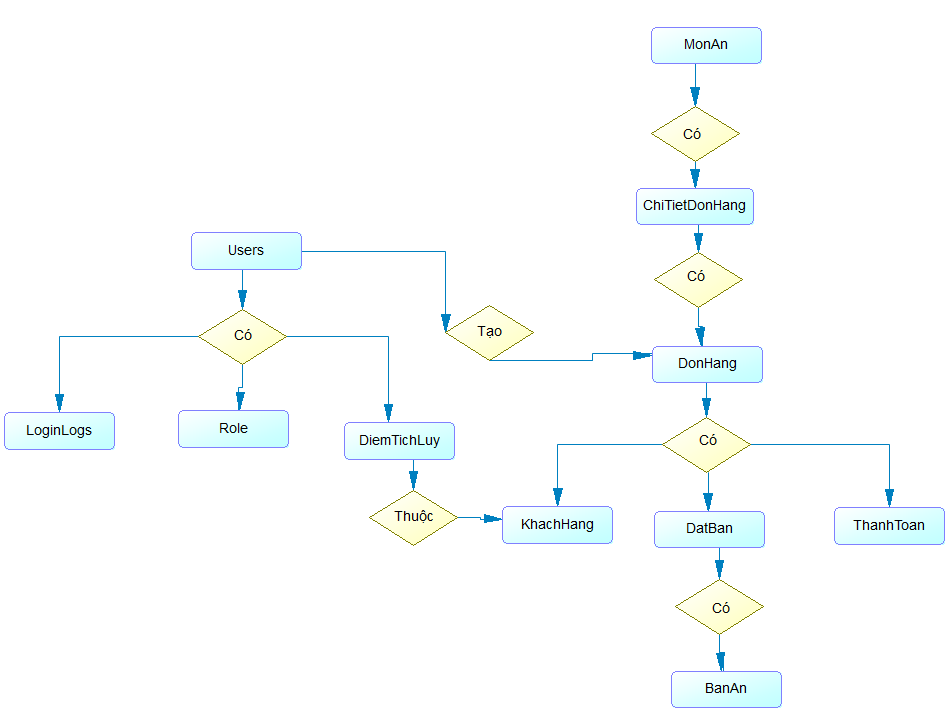 MonAn
Có
ChiTietDonHang
Users
Có
Tạo
Có
DonHang
LoginLogs
Role
DiemTichLuy
Có
Thuộc
KhachHang
DatBan
ThanhToan
Có
BanAn